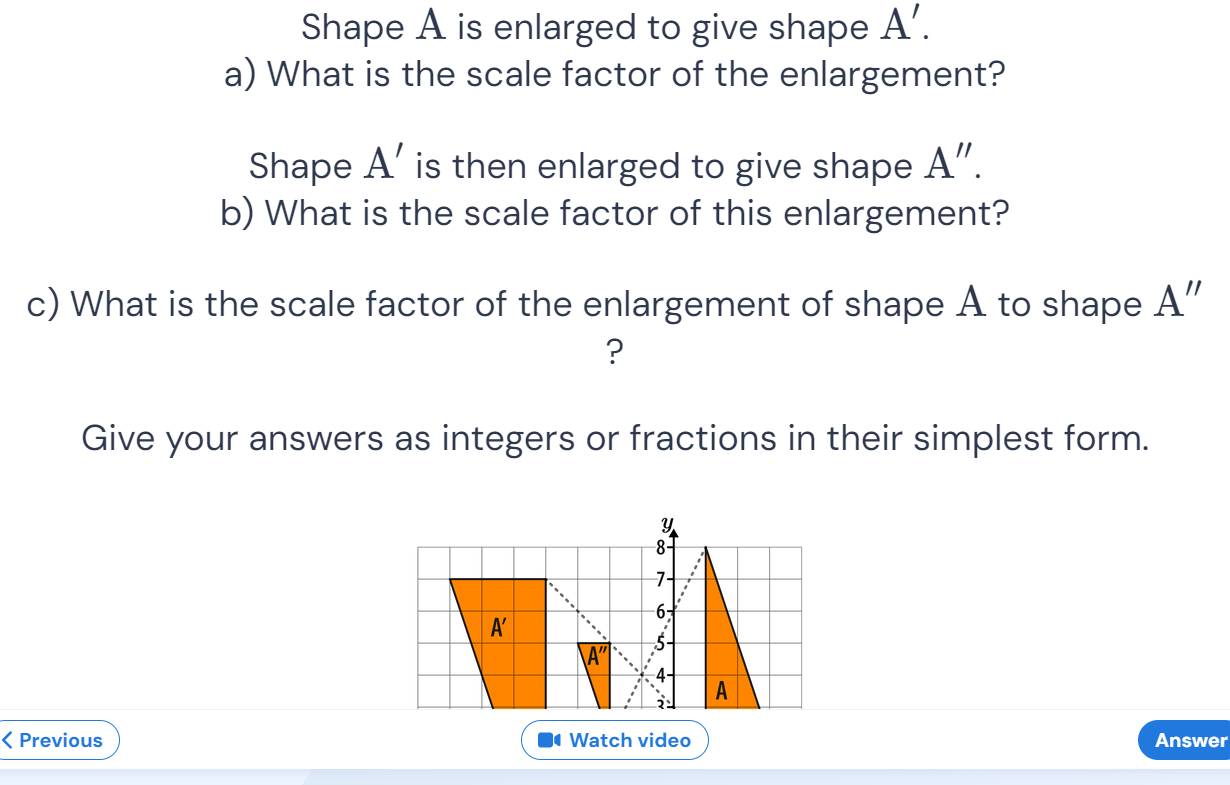 Shape A is enlarged to give shape A′.
a) What is the scale factor of the enlargement?
Shape A′ is then enlarged to give shape A″.
b) What is the scale factor of this enlargement?
c) What is the scale factor of the enlargement of shape A to shape A″
?
Give your answers as integers or fractions in their simplest form.
y
8
7
6
5
4
3
A′
A″
A
Previous
Watch video
Answer